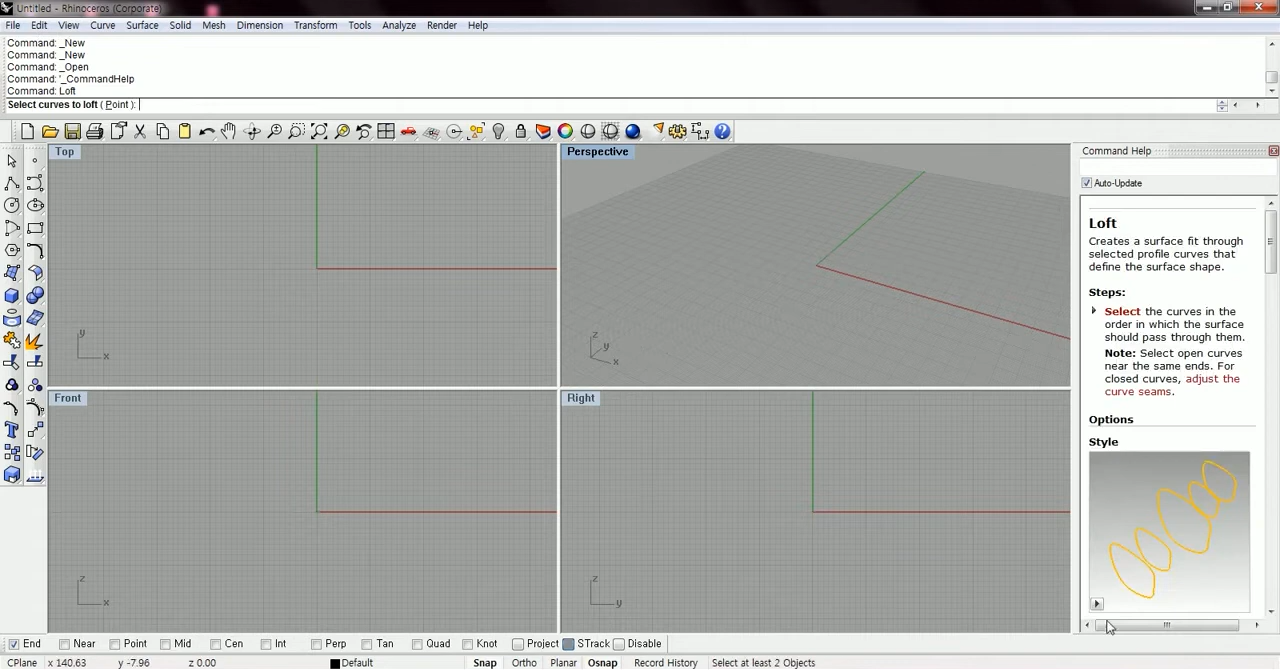 Untitled - Rhinoceros (Corporate)
File Edit View Curve Surface Solid Mesh Dimension Transform Tools Analyze Render Help
Command: _New
Command: _New
Command: _Open
Command: '_CommandHelp
Command: Loft
Select curves to loft ( Point ):
Top
Perspective
Command Help
Auto-Update
Loft
Creates a surface fit through
selected profile curves that
define the surface shape.
Steps:
Select the curves in the
order in which the surface
should pass through them.
Note: Select open curves
near the same ends. For
closed curves, adjust the
curve seams.
Options
Style
y
x
z
y
x
Front
Right
z
x
z
y
End Near Point Mid Cen Int Perp Tan Quad Knot Project STrack Disable
CPlane x 140.63 y -7.96 z 0.00 Default Snap Ortho Planar Osnap Record History Select at least 2 Objects